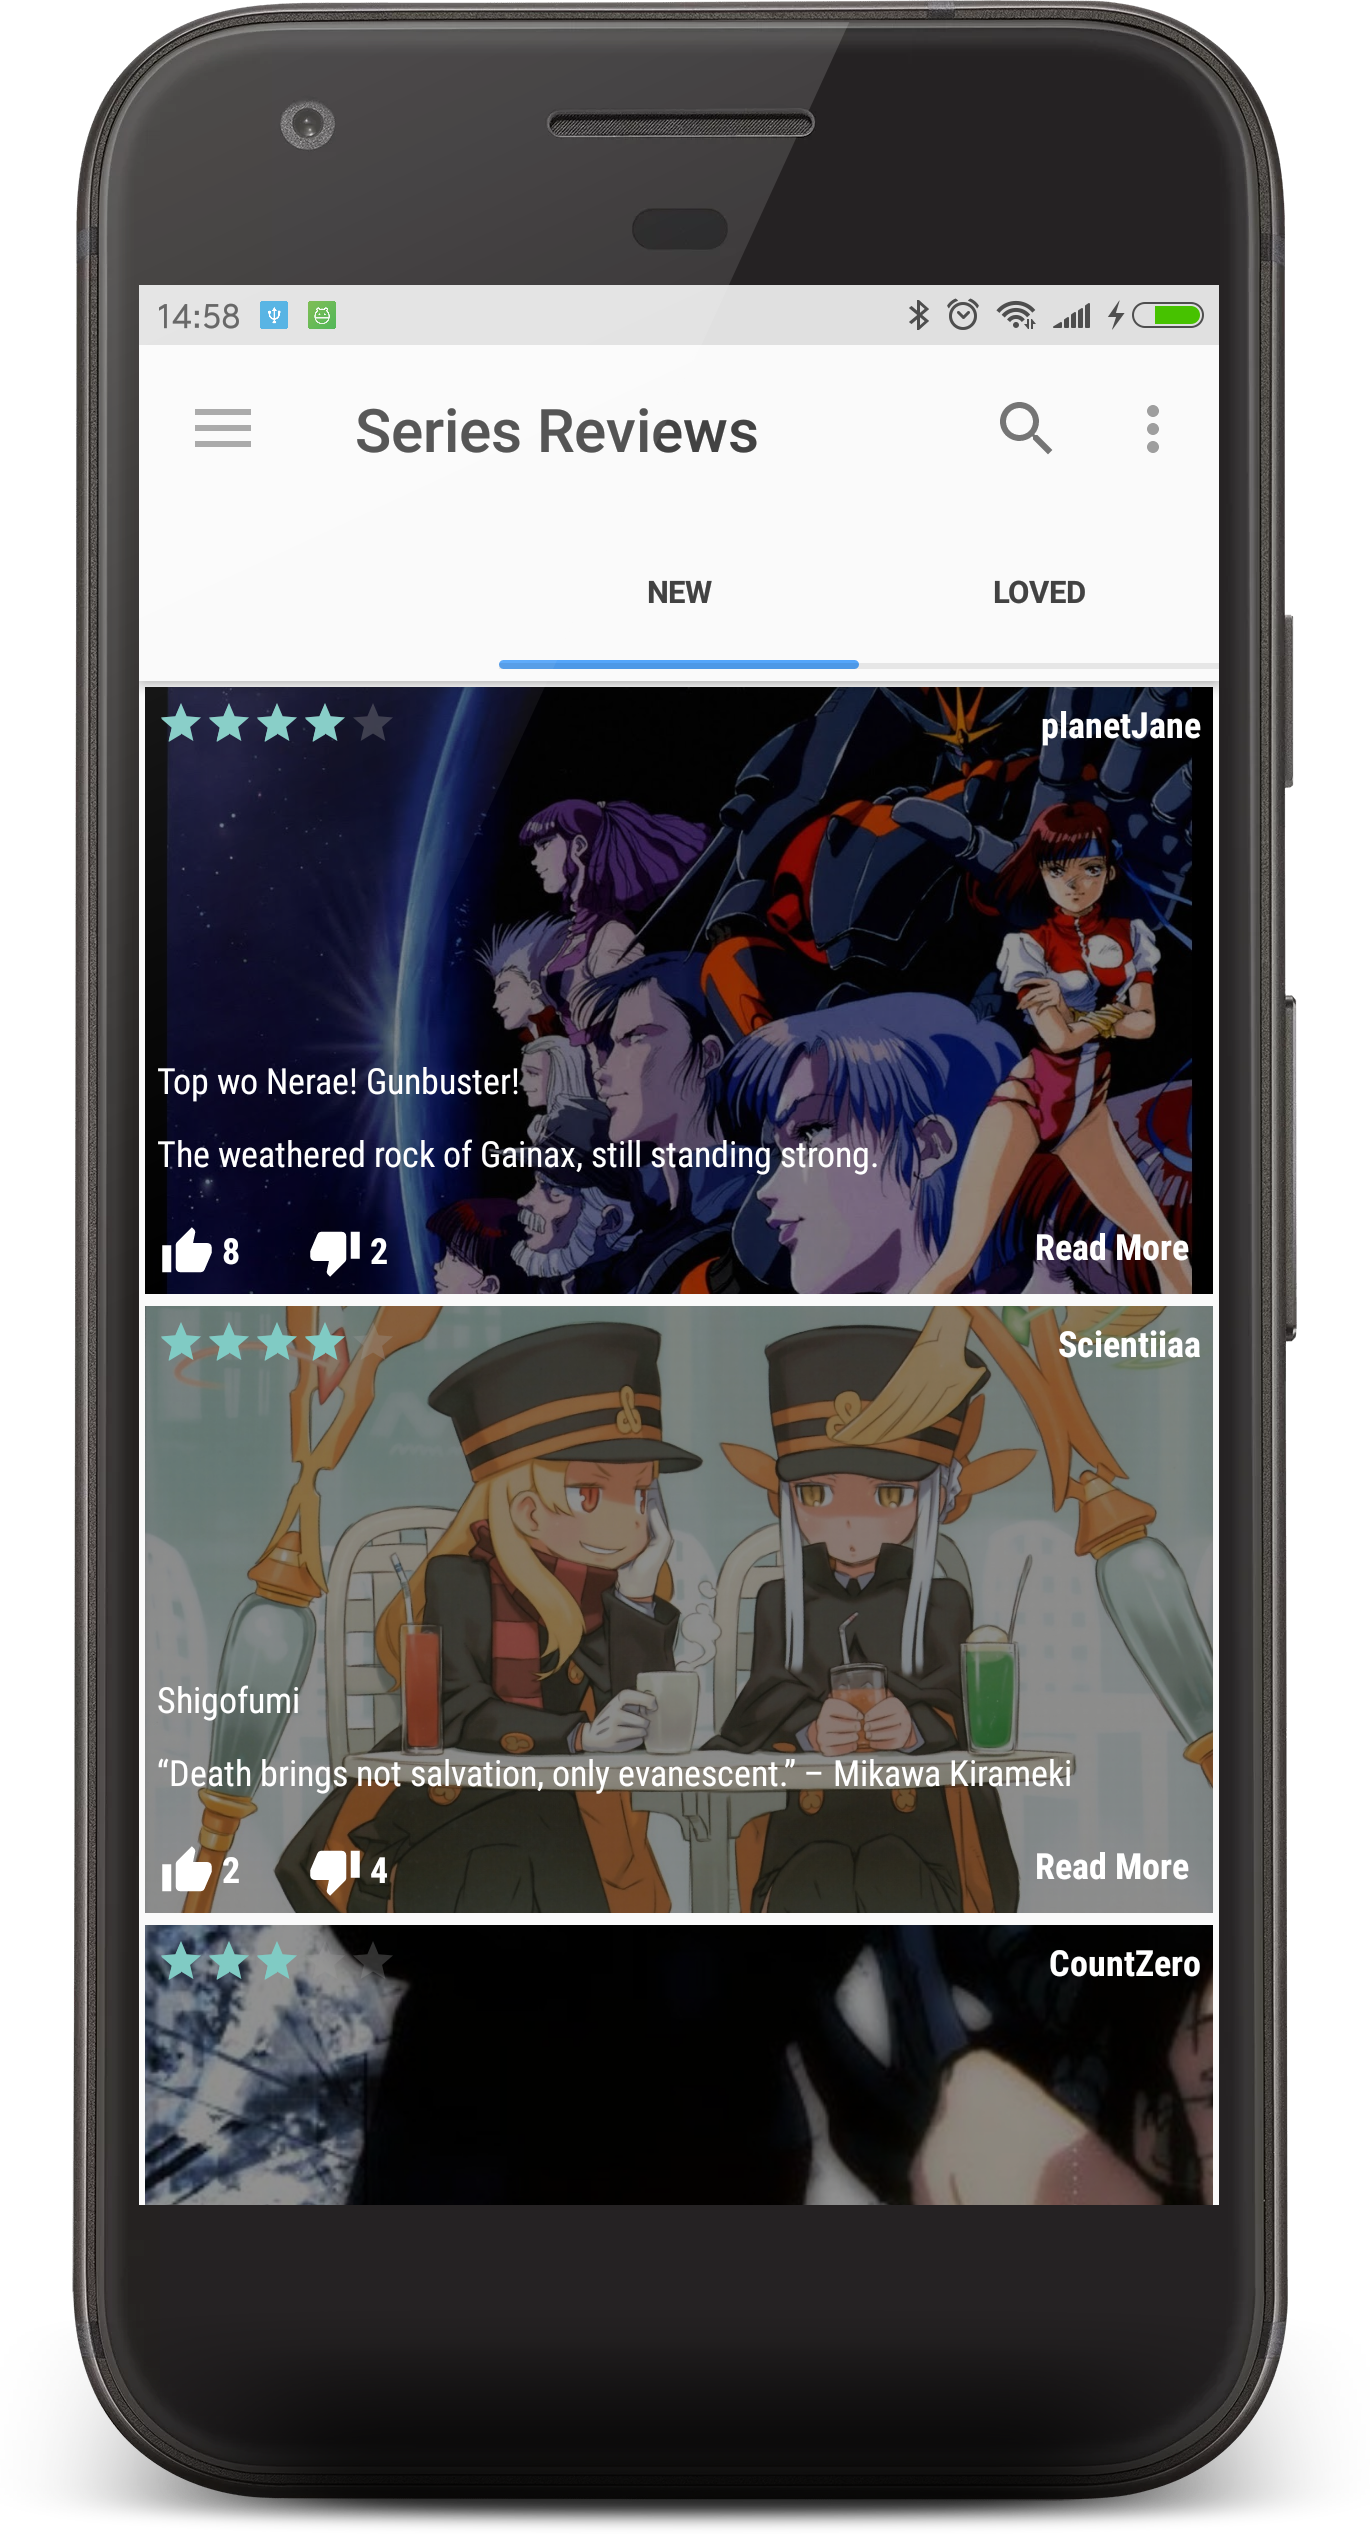 14:58
Series Reviews
NEW
LOVED
planetJane
Top wo Nerae! Gunbuster!
The weathered rock of Gainax, still standing strong.
8
2
Read More
Scientiiaa
Shigofumi
“Death brings not salvation, only evanescent.” – Mikawa Kirameki
2
4
Read More
CountZero